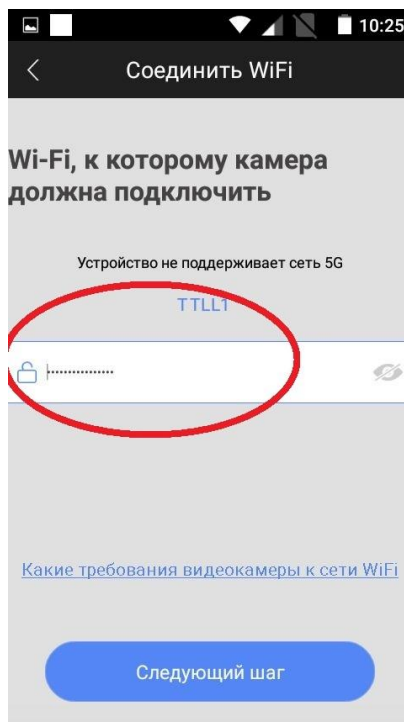 10:25
Соединить WiFi
Wi-Fi, к которому камера
должна подключить
Устройство не поддерживает сеть 5G
TTLL1
Какие требования видеокамеры к сети WiFi
Следующий шаг